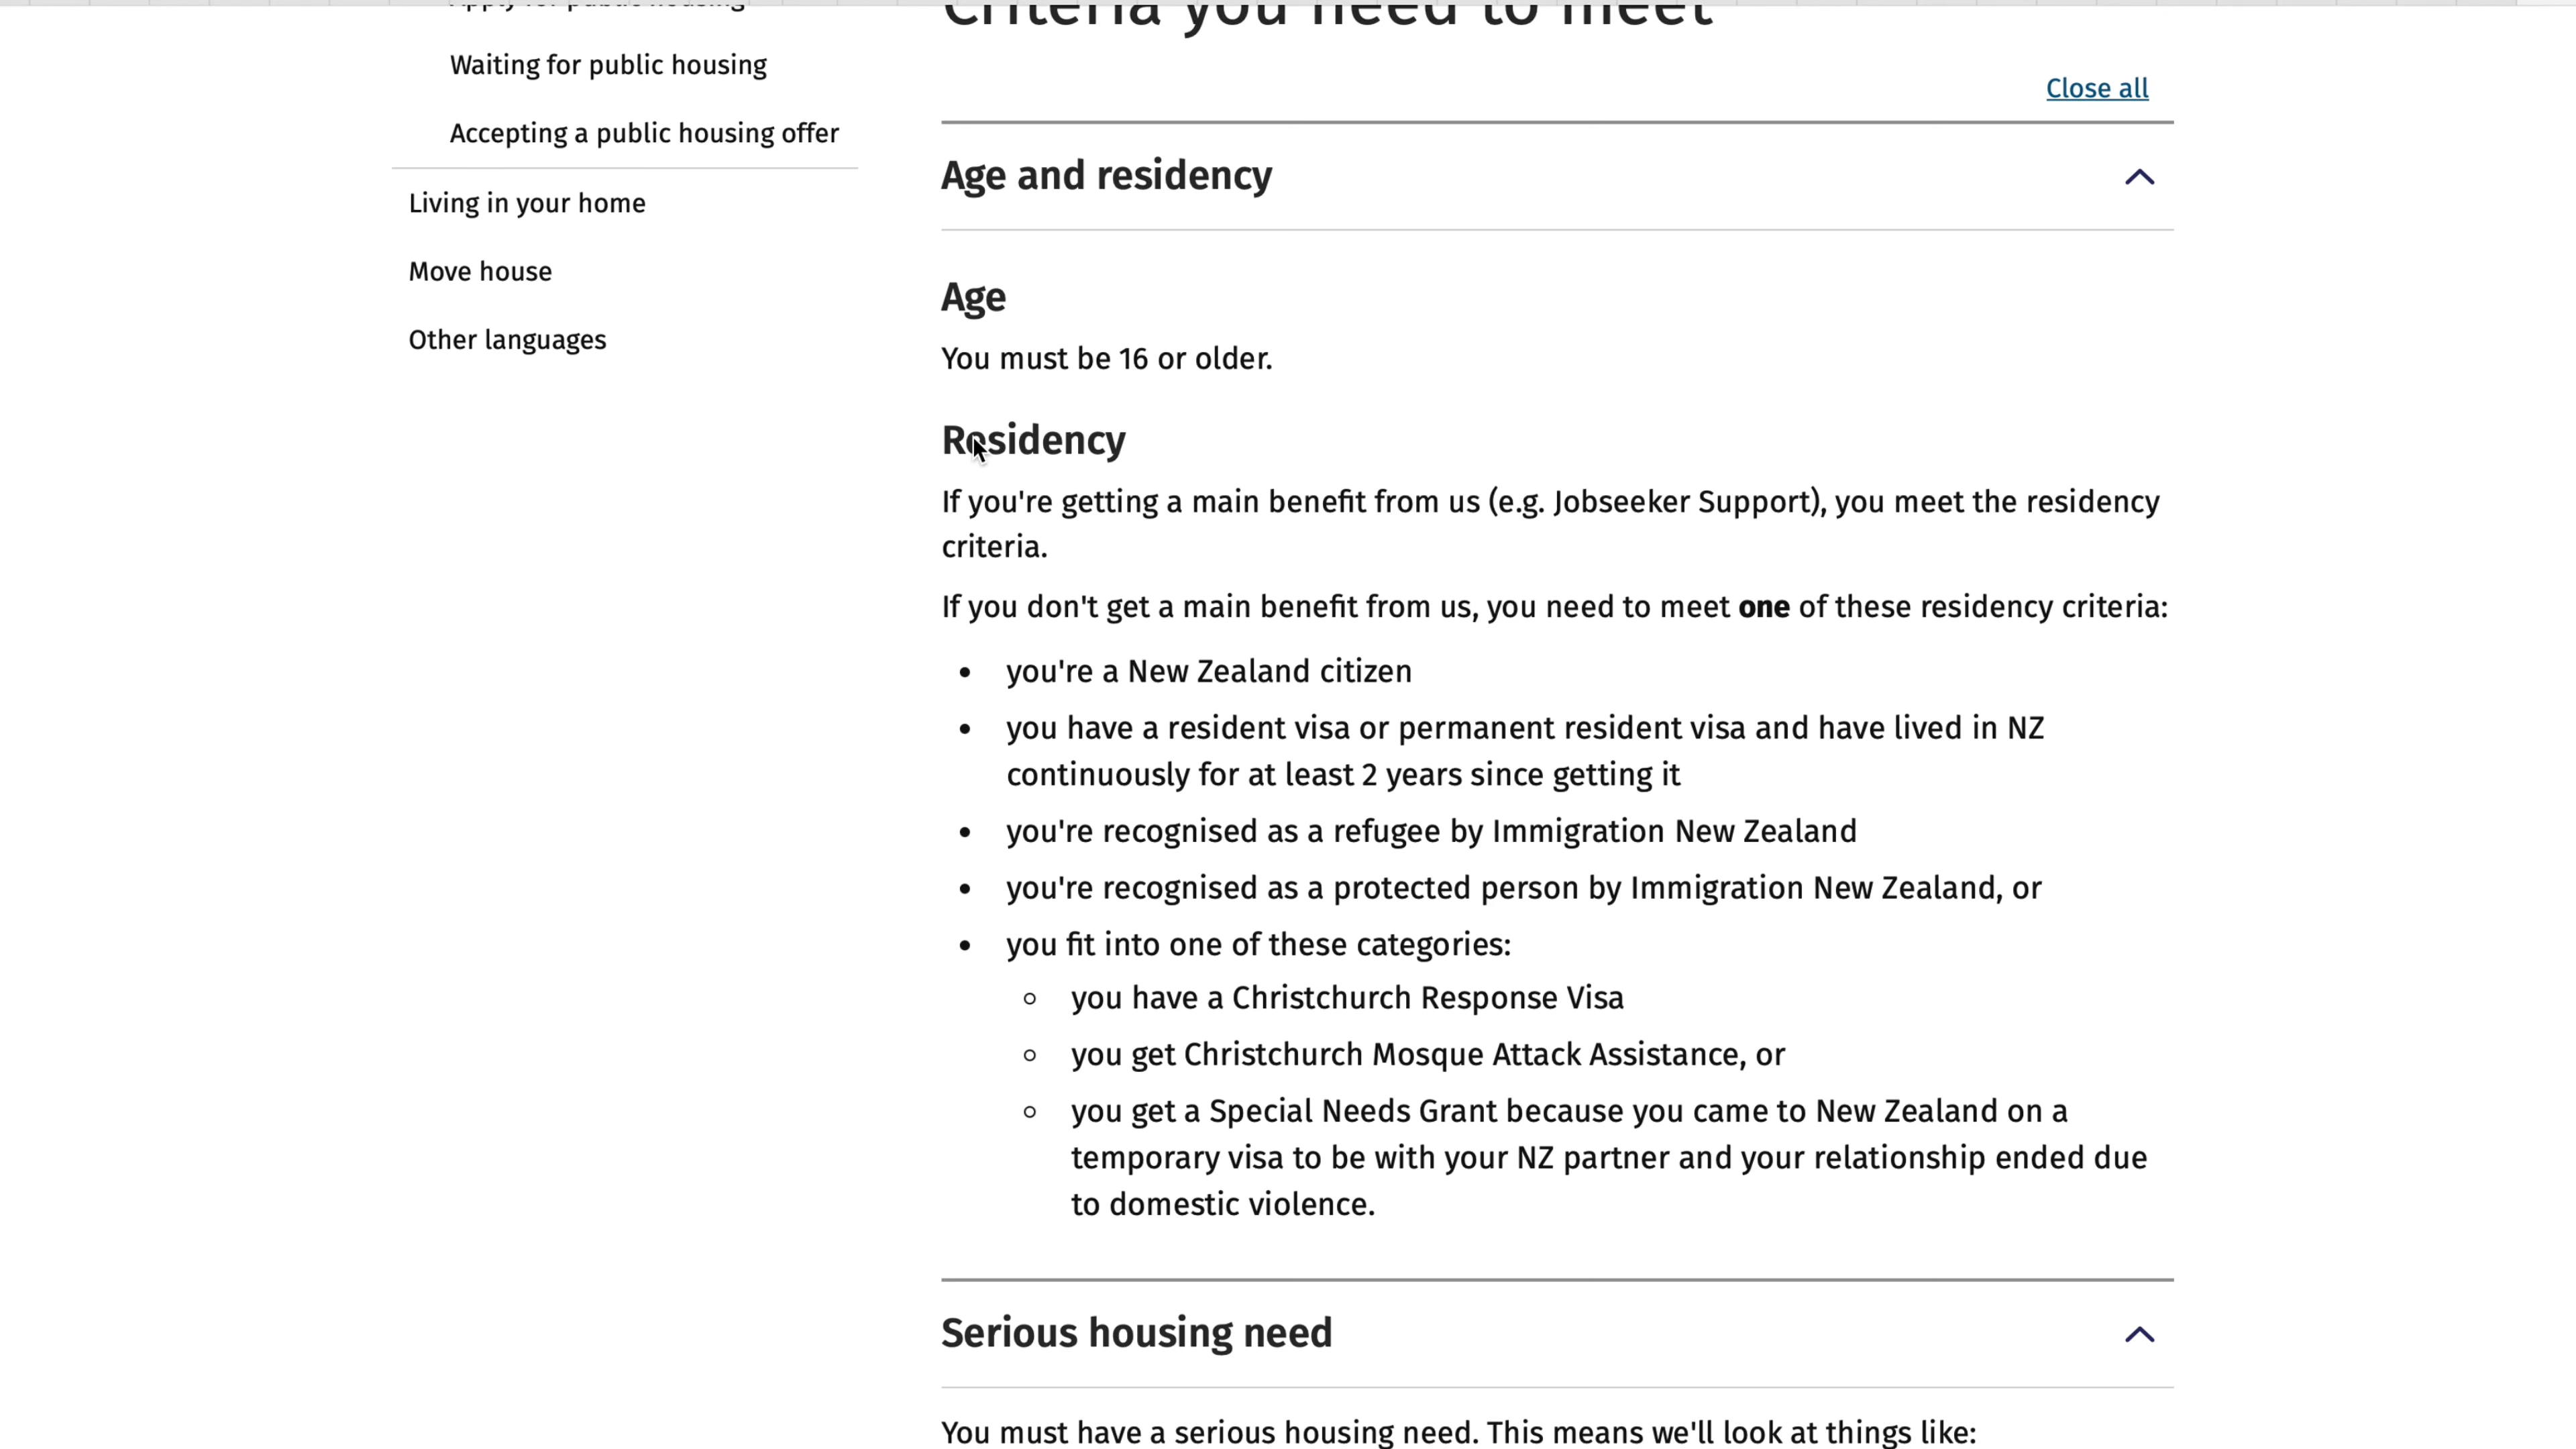 Apply for public housing
Waiting for public housing
Accepting a public housing offer
Living in your home
Move house
Other languages
Criteria you need to meet
Close all
Age and residency
Age
You must be 16 or older.
Residency
If you're getting a main benefit from us (e.g. Jobseeker Support), you meet the residency
criteria.
If you don't get a main benefit from us, you need to meet one of these residency criteria:
you're a New Zealand citizen
you have a resident visa or permanent resident visa and have lived in NZ
continuously for at least 2 years since getting it
you're recognised as a refugee by Immigration New Zealand
you're recognised as a protected person by Immigration New Zealand, or
you fit into one of these categories:
you have a Christchurch Response Visa
you get Christchurch Mosque Attack Assistance, or
you get a Special Needs Grant because you came to New Zealand on a
temporary visa to be with your NZ partner and your relationship ended due
to domestic violence.
Serious housing need
You must have a serious housing need. This means we'll look at things like: